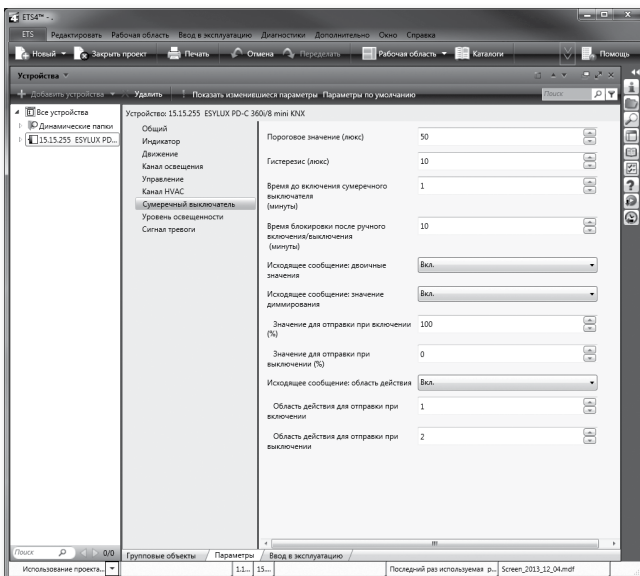 ETS4™ - .
ETS Редактировать Рабочая область Ввод в эксплуатацию Диагностики Дополнительно Окно Справка
Новый Закрыть проект Печать Отмена Переделать Рабочая область Каталоги Помощь
Устройства
Добавить устройства Удалить Показать изменившиеся параметры Параметры по умолчанию Поиск
Все устройства
Динамические папки
15.15.255 ESYLUX PD...
Устройство: 15.15.255 ESYLUX PD-C 360i/8 mini KNX
Общий
Индикатор
Движение
Канал освещения
Управление
Канал HVAC
Сумеречный выключатель
Уровень освещенности
Сигнал тревоги
Пороговое значение (люкс) 50
Гистерезис (люкс) 10
Время до включения сумеречного 1
выключателя
(минуты)
Время блокировки после ручного 10
включения/выключения
(минуты)
Исходящее сообщение: двоичные Вкл.
значения
Исходящее сообщение: значение Вкл.
диммирования
Значение для отправки при включении 100
(%)
Значение для отправки при 0
выключении (%)
Исходящее сообщение: область действия Вкл.
Область действия для отправки при 1
включении
Область действия для отправки при 2
выключении
Поиск 0/0
Групповые объекты Параметры Ввод в эксплуатацию
Использование проекта... 1.1... 15.... Последний раз используемая р... Screen_2013_12_04.mdf